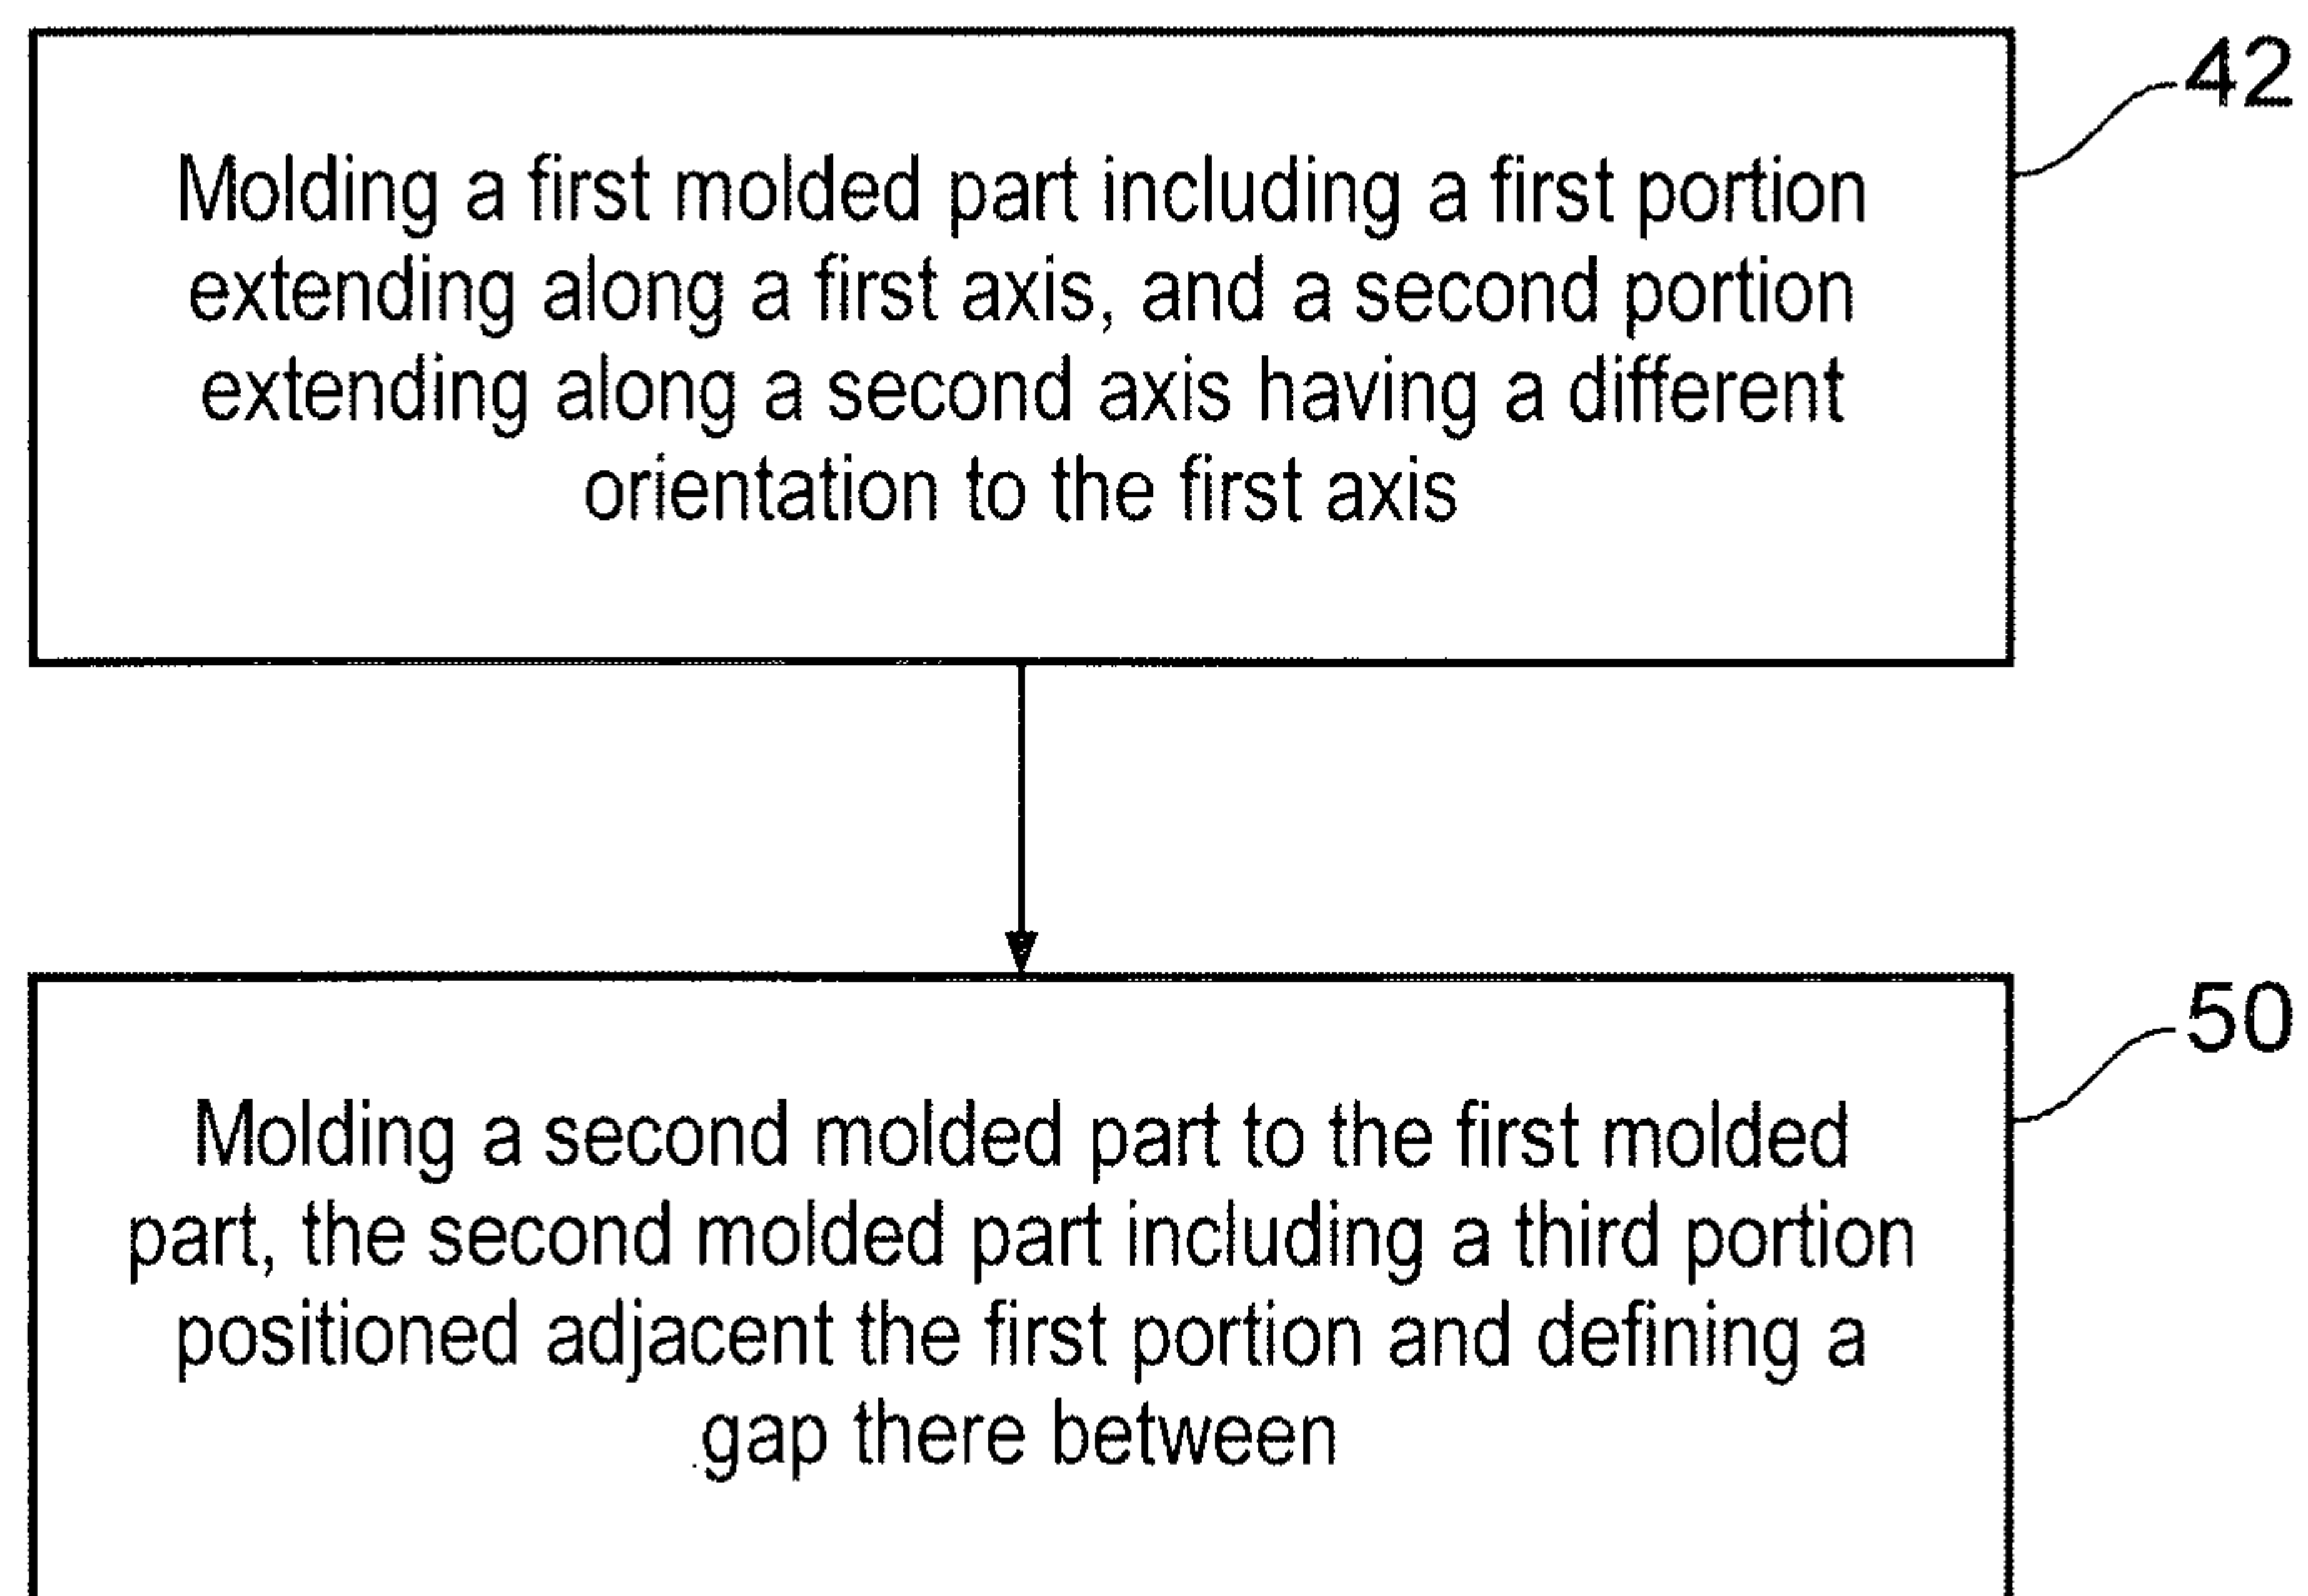 42
Molding a first molded part including a first portion
extending along a first axis, and a second portion
extending along a second axis having a different
orientation to the first axis
50
Molding a second molded part to the first molded
part, the second molded part including a third portion
positioned adjacent the first portion and defining a
gap there between